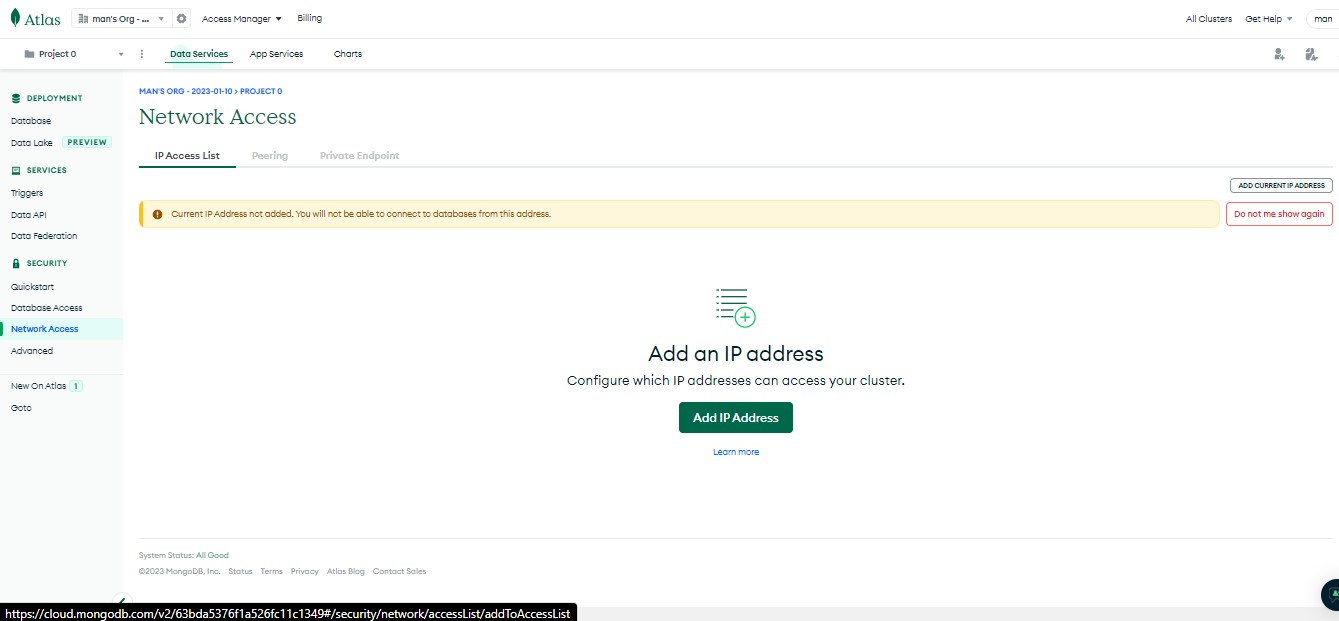 Atlas man's Org - ... Access Manager Billing All Clusters Get Help man
Project 0 Data Services App Services Charts
DEPLOYMENT
Database
Data Lake PREVIEW
SERVICES
Triggers
Data API
Data Federation
SECURITY
Quickstart
Database Access
Network Access
Advanced
New On Atlas 1
Goto
MAN'S ORG - 2023-01-10 > PROJECT 0
Network Access
IP Access List Peering Private Endpoint
ADD CURRENT IP ADDRESS
Current IP Address not added. You will not be able to connect to databases from this address.
Do not me show again
Add an IP address
Configure which IP addresses can access your cluster.
Add IP Address
Learn more
System Status: All Good
©2023 MongoDB, Inc. Status Terms Privacy Atlas Blog Contact Sales
https://cloud.mongodb.com/v2/63bda5376f1a526fc11c1349#/security/network/accessList/addToAccessList